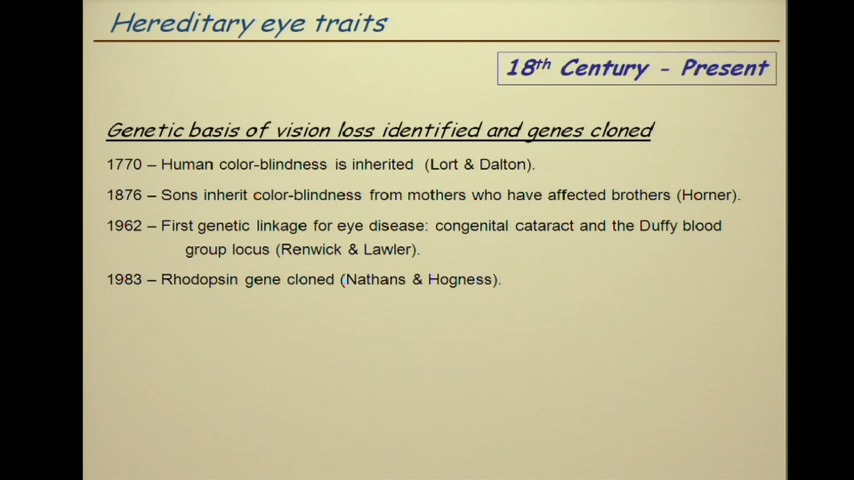 Hereditary eye traits
18th Century - Present
Genetic basis of vision loss identified and genes cloned
1770 – Human color-blindness is inherited (Lort & Dalton).
1876 – Sons inherit color-blindness from mothers who have affected brothers (Horner).
1962 – First genetic linkage for eye disease: congenital cataract and the Duffy blood
group locus (Renwick & Lawler).
1983 – Rhodopsin gene cloned (Nathans & Hogness).